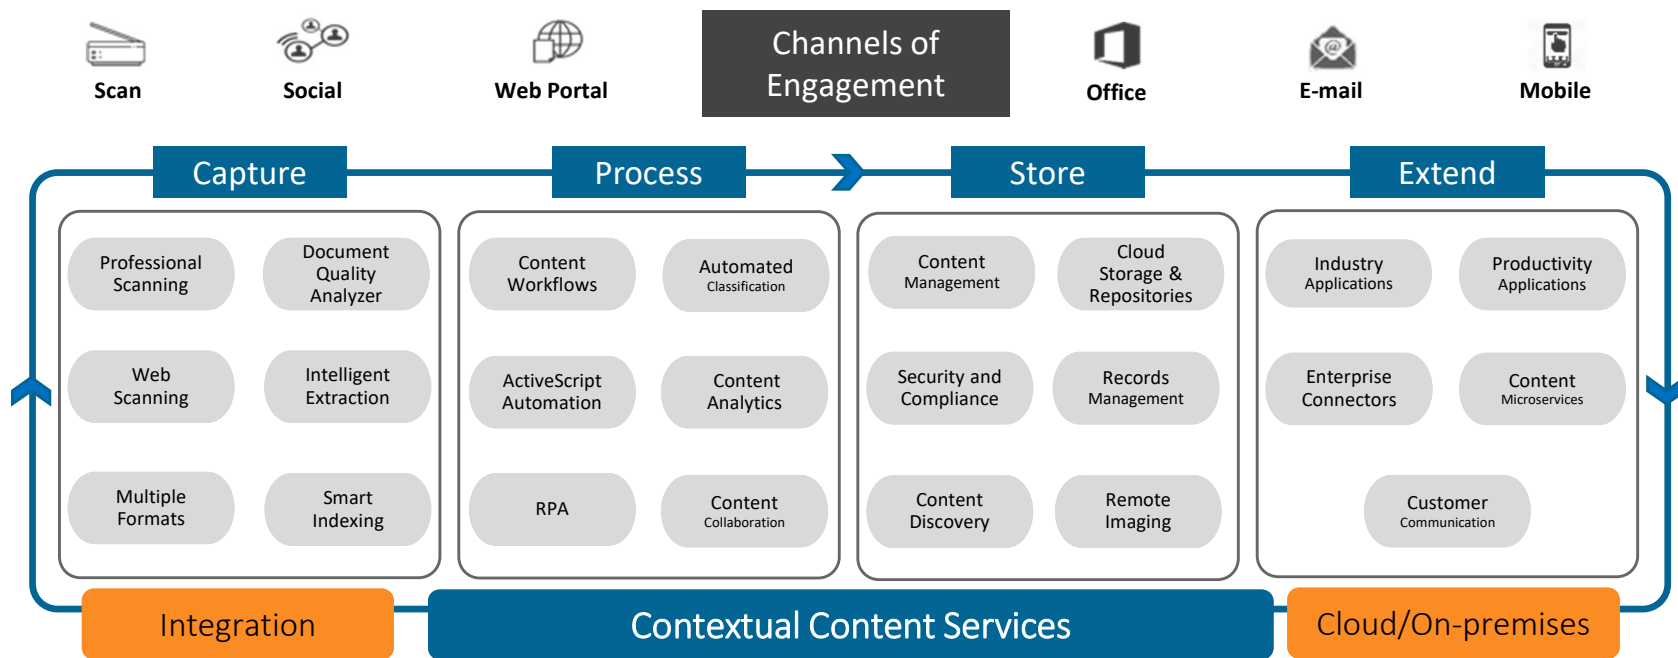 Scan
Social
Web Portal
Channels of
Engagement
Office
E-mail
Mobile
Capture
Process
Store
Extend
Professional
Scanning
Document
Quality
Analyzer
Web
Scanning
Intelligent
Extraction
Multiple
Formats
Smart
Indexing
Content
Workflows
Automated
Classification
ActiveScript
Automation
Content
Analytics
RPA
Content
Collaboration
Content
Management
Cloud
Storage &
Repositories
Security and
Compliance
Records
Management
Content
Discovery
Remote
Imaging
Industry
Applications
Productivity
Applications
Enterprise
Connectors
Content
Microservices
Customer
Communication
Integration
Contextual Content Services
Cloud/On-premises